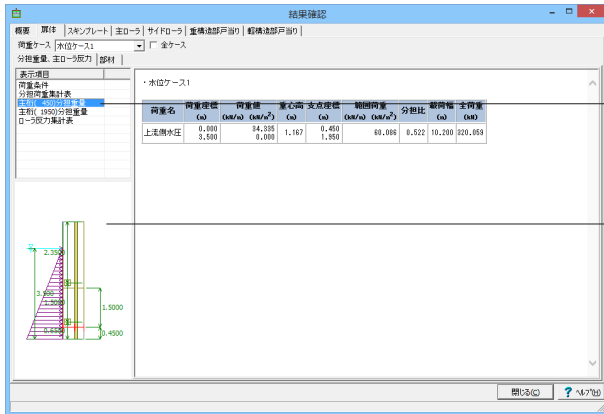 結果確認
概要 扉体 スキンプレート 主ローラ サイドローラ 重構造部戸当り 軽構造部戸当り
荷重ケース 水位ケース1 全ケース
分担重量、主ローラ反力 部材
表示項目
荷重条件
分担荷重集計表
主桁( 450)分担重量
主桁( 1950)分担重量
ローラ反力集計表
・水位ケース1
荷重名 荷重座標 (m) 荷重値 (kN/m) (kN/m²) 重心高 (m) 支点座標 (m) 範囲荷重 (kN/m) (kN/m²) 分担比 載荷幅 (m) 全荷重 (kN)
上流側水圧 0.000 34.335 1.167 0.450 60.086 0.522 10.200 320.059
3.500 0.000 1.950
2.3500
3.500
1.5000
1.5000
0.4500
閉じる(C) ? ヘルプ(H)